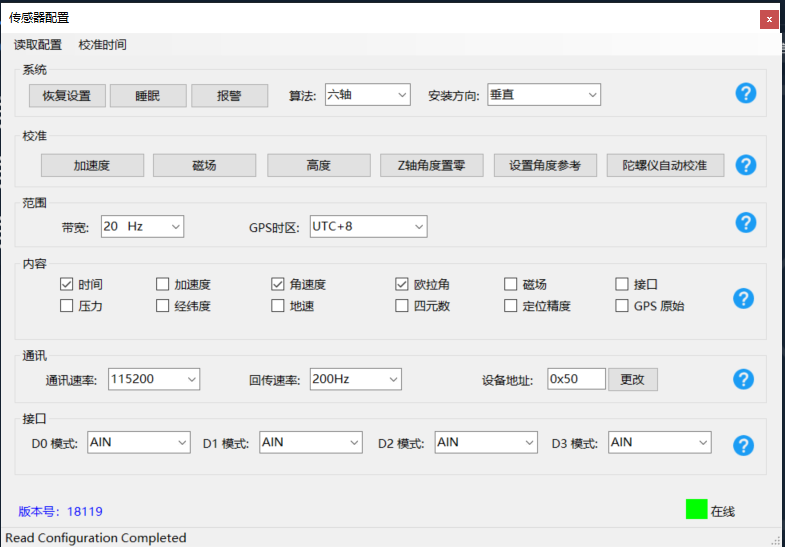 传感器配置
x
读取配置 校准时间
系统
恢复设置 睡眠 报警 算法: 六轴 安装方向: 垂直 ?
校准
加速度 磁场 高度 Z轴角度置零 设置角度参考 陀螺仪自动校准 ?
范围
带宽: 20 Hz GPS时区: UTC+8 ?
内容
时间 加速度 角速度 欧拉角 磁场 接口
压力 经纬度 地速 四元数 定位精度 GPS 原始 ?
通讯
通讯速率: 115200 回传速率: 200Hz 设备地址: 0x50 更改 ?
接口
D0 模式: AIN D1 模式: AIN D2 模式: AIN D3 模式: AIN ?
版本号: 18119 在线
Read Configuration Completed